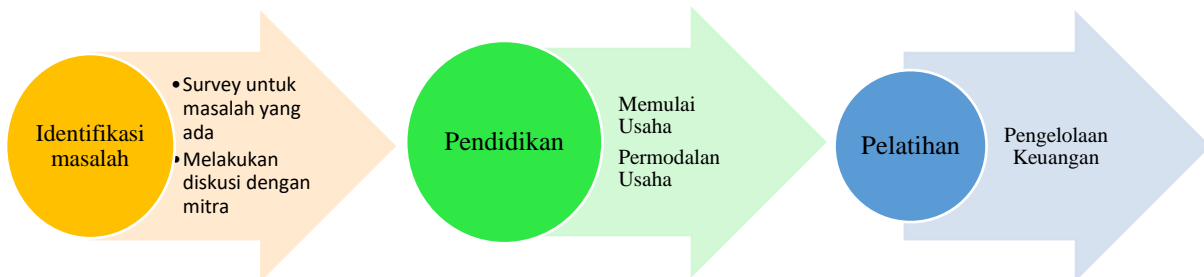 Identifikasi
masalah
•Survey untuk
masalah yang
ada
•Melakukan
diskusi dengan
mitra
Pendidikan
Memulai
Usaha
Permodalan
Usaha
Pelatihan
Pengelolaan
Keuangan